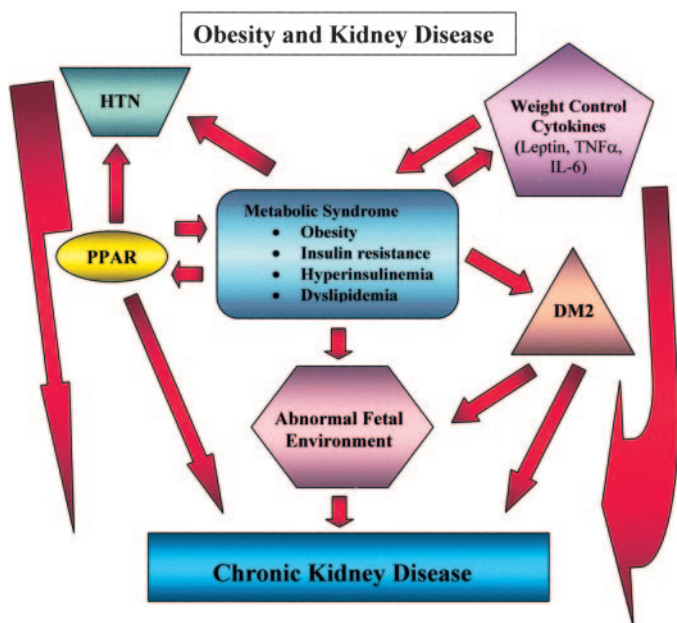 Obesity and Kidney Disease
HTN
Weight Control
Cytokines
(Leptin, TNFα,
IL-6)
Metabolic Syndrome
• Obesity
• Insulin resistance
• Hyperinsulinemia
• Dyslipidemia
PPAR
DM2
Abnormal Fetal
Environment
Chronic Kidney Disease